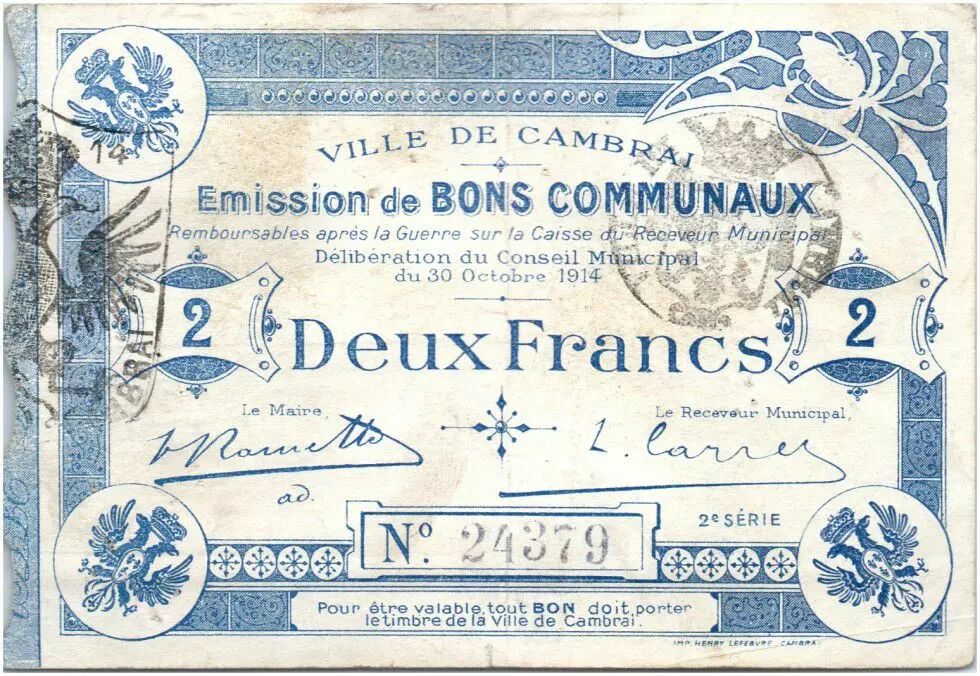 VILLE DE CAMBRAI
Emission de BONS COMMUNAUX
Remboursables après la Guerre sur la Caisse du Receveur Municipal
Délibération du Conseil Municipal
du 30 Octobre 1914
2 2
Deux Francs
Le Maire, Le Receveur Municipal,
ad.
2e SÉRIE
No. 24379
Pour être valable, tout BON doit porter
le timbre de la Ville de Cambrai.
IMP. HENRY LEFEBVRE, CAMBRAI